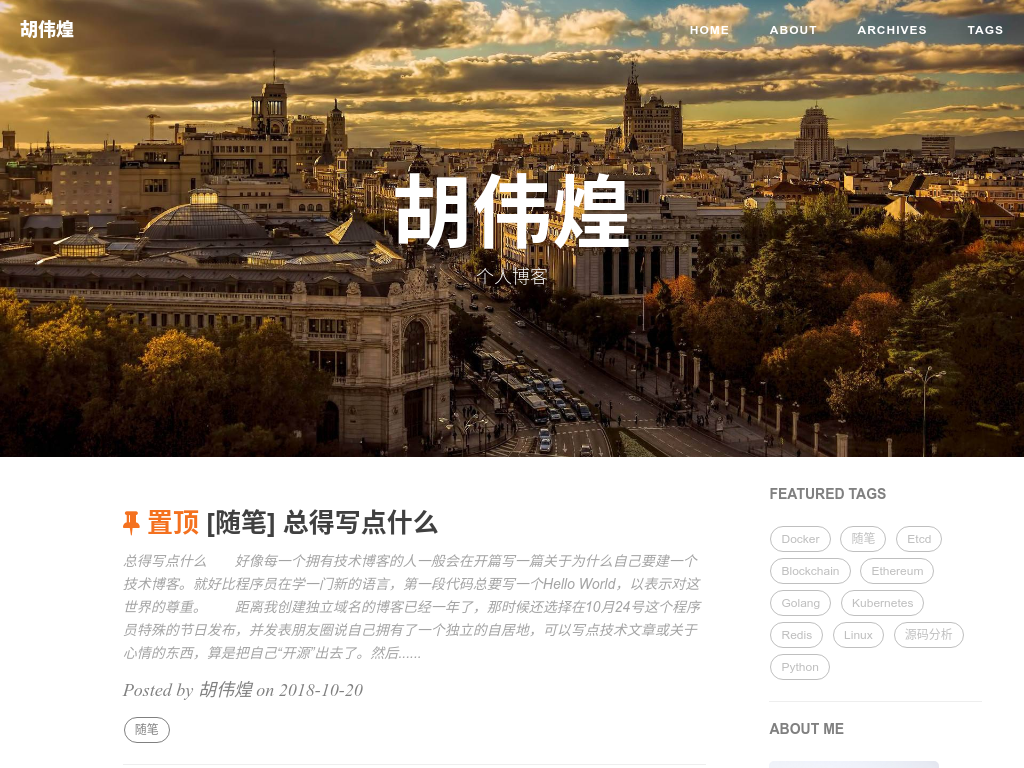 胡伟煌
HOME ABOUT ARCHIVES TAGS
胡伟煌
个人博客
置顶 [随笔] 总得写点什么
总得写点什么  好像每一个拥有技术博客的人一般会在开篇写一篇关于为什么自己要建一个
技术博客。就好比程序员在学一门新的语言，第一段代码总要写一个Hello World，以表示对这
世界的尊重。  距离我创建独立域名的博客已经一年了，那时候还选择在10月24号这个程序
员特殊的节日发布，并发表朋友圈说自己拥有了一个独立的自居地，可以写点技术文章或关于
心情的东西，算是把自己“开源”出去了。然后......
Posted by 胡伟煌 on 2018-10-20
随笔
FEATURED TAGS
Docker 随笔 Etcd
Blockchain Ethereum
Golang Kubernetes
Redis Linux 源码分析
Python
ABOUT ME